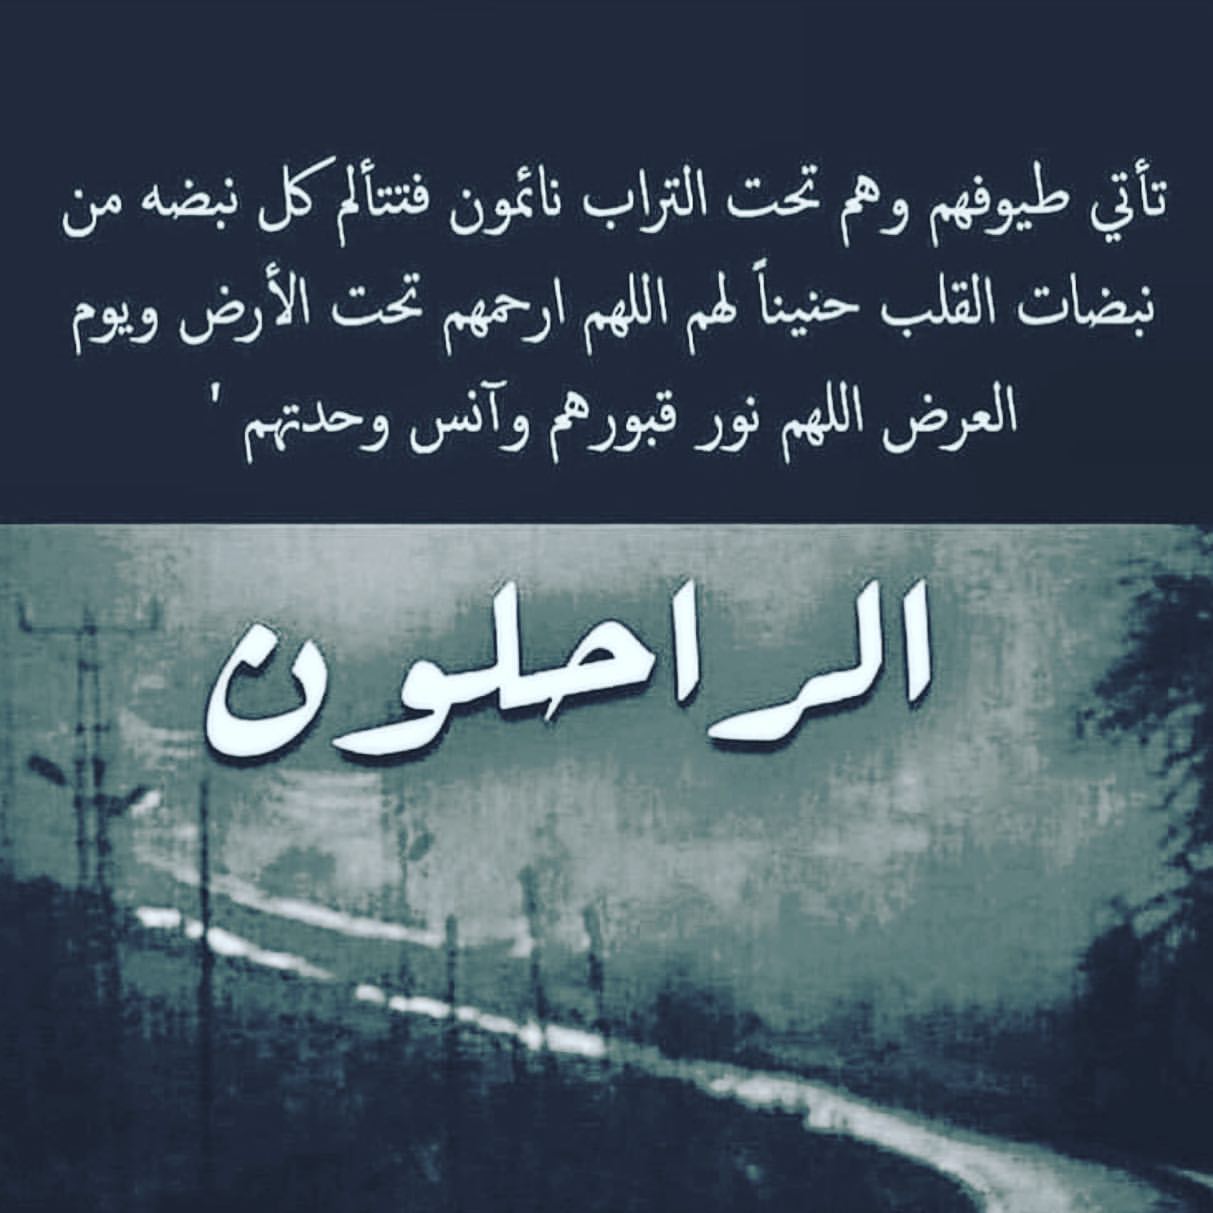 تأتي طيوفهم وهم تحت التراب نائمون فتتألم كل نبضه من
نبضات القلب حنيناً لهم اللهم ارحمهم تحت الأرض ويوم
العرض اللهم نور قبورهم وآنس وحدتهم '
الراحلون